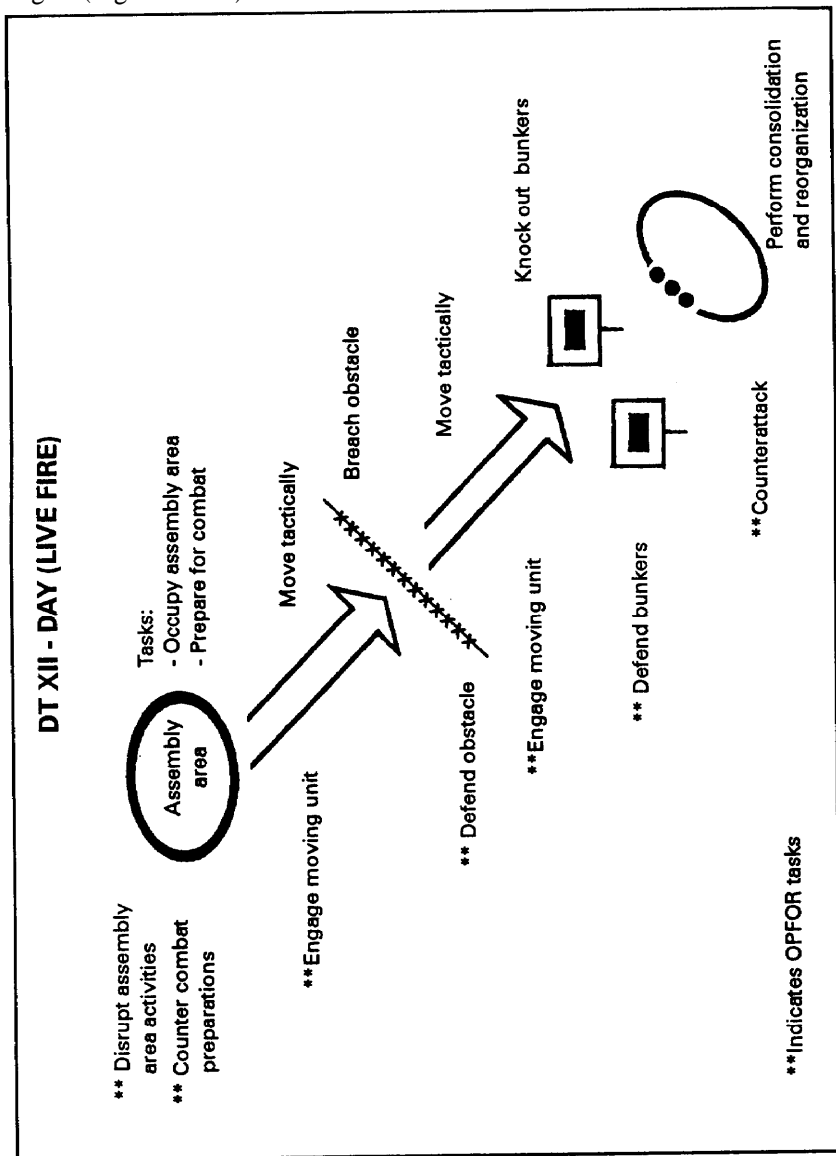 DT XII - DAY (LIVE FIRE)
** Disrupt assembly
area activities
** Counter combat
preparations
Assembly
area
Tasks:
- Occupy assembly area
- Prepare for combat
**Engage moving unit
Move tactically
Breach obstacle
** Defend obstacle
**Engage moving unit
Move tactically
Knock out bunkers
** Defend bunkers
**Counterattack
Perform consolidation
and reorganization
**Indicates OPFOR tasks